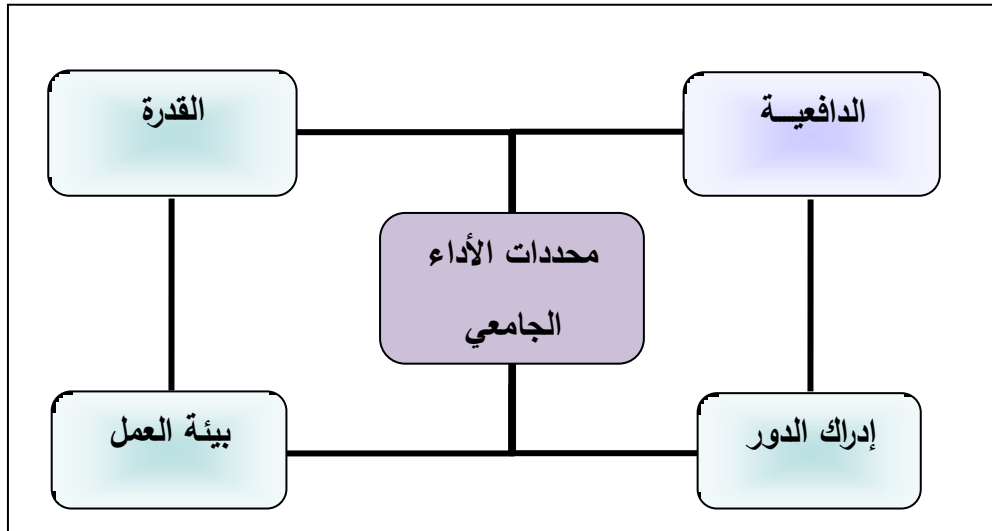 الدافعيــة
القدرة
محددات الأداء
الجامعي
إدراك الدور
بيئة العمل